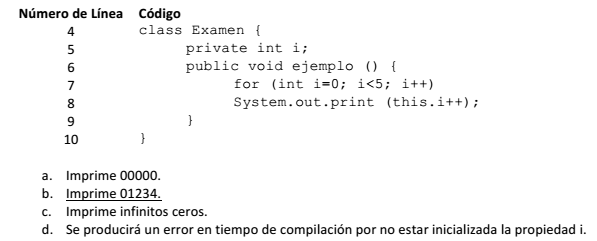 Número de Línea Código
4 class Examen {
5 private int i;
6 public void ejemplo () {
7 for (int i=0; i<5; i++)
8 System.out.print (this.i++);
9 }
10 }
a. Imprime 00000.
b. Imprime 01234.
c. Imprime infinitos ceros.
d. Se producirá un error en tiempo de compilación por no estar inicializada la propiedad i.